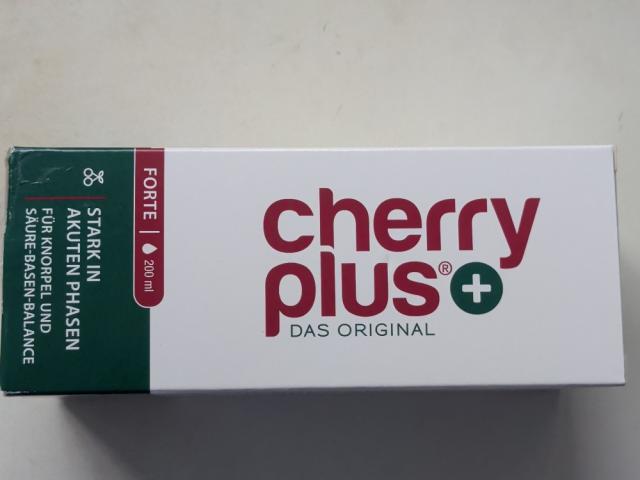 cherry
plus®+
DAS ORIGINAL
FORTE | 200 ml
STARK IN
AKUTEN PHASEN
FÜR KNORPEL UND
SÄURE-BASEN-BALANCE